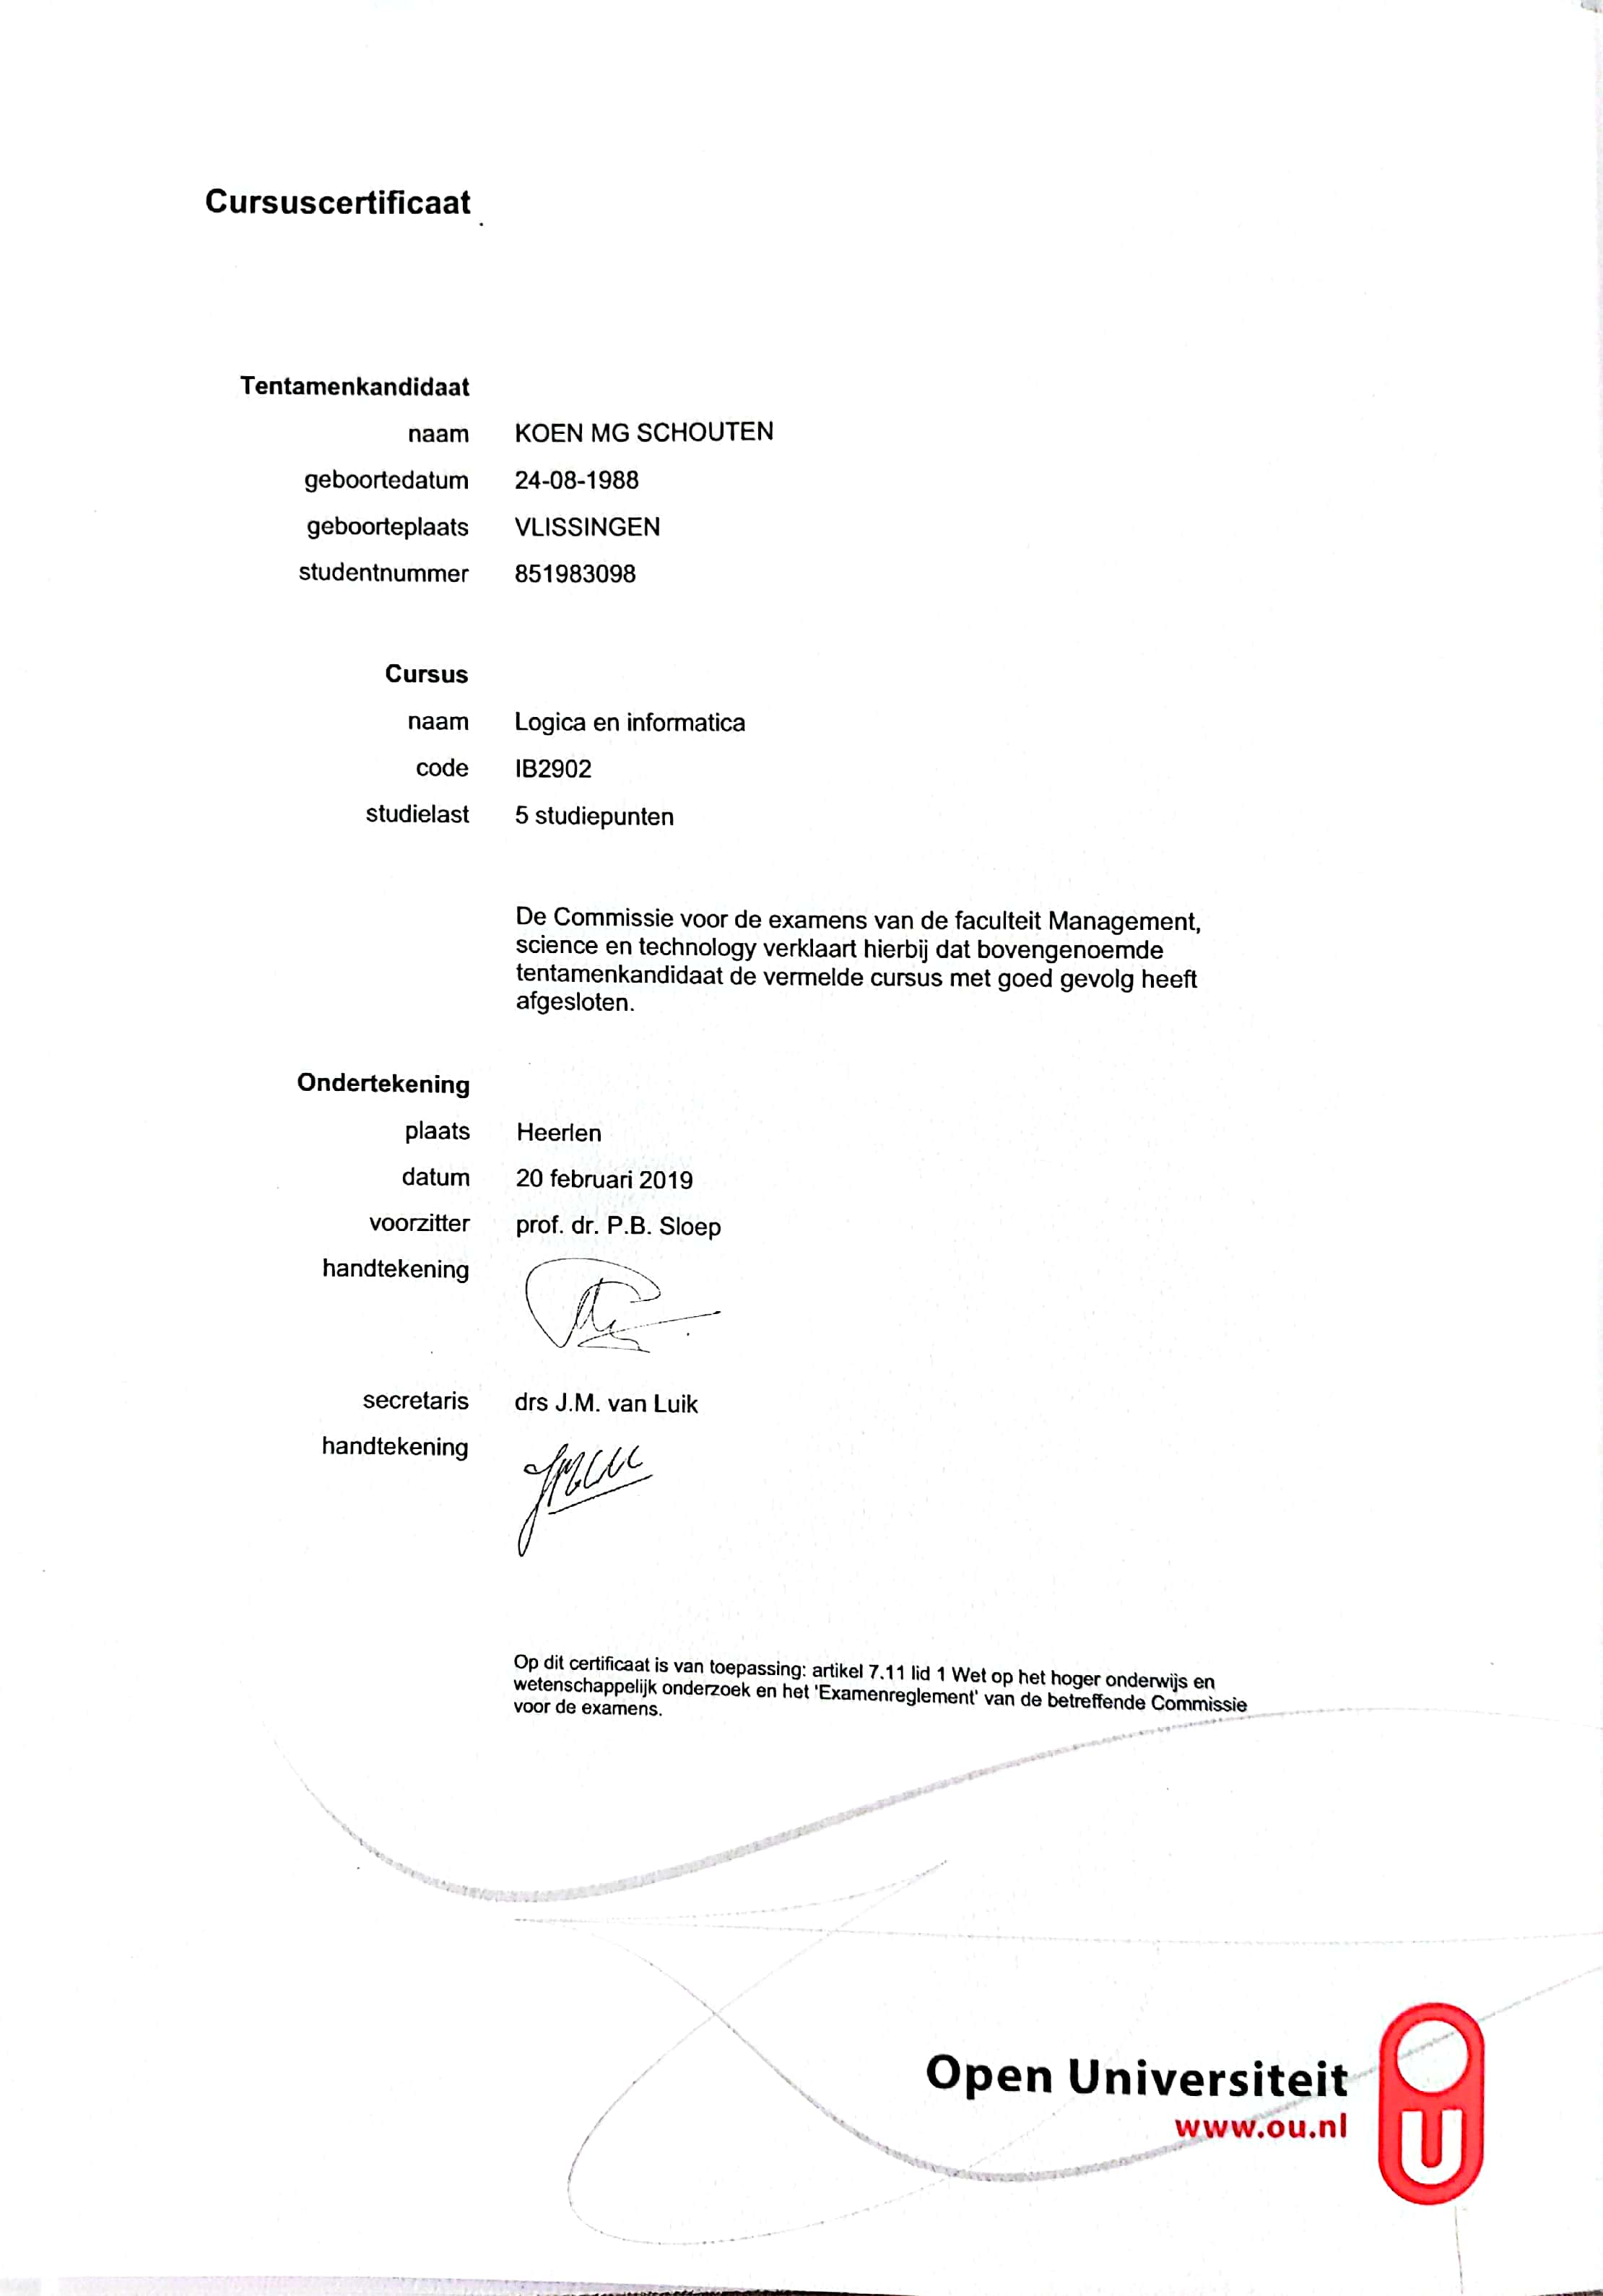 Cursuscertificaat
Tentamenkandidaat
naam KOEN MG SCHOUTEN
geboortedatum 24-08-1988
geboorteplaats VLISSINGEN
studentnummer 851983098
Cursus
naam Logica en informatica
code IB2902
studielast 5 studiepunten
De Commissie voor de examens van de faculteit Management,
science en technology verklaart hierbij dat bovengenoemde
tentamenkandidaat de vermelde cursus met goed gevolg heeft
afgesloten.
Ondertekening
plaats Heerlen
datum 20 februari 2019
voorzitter prof. dr. P.B. Sloep
handtekening
secretaris drs J.M. van Luik
handtekening
Op dit certificaat is van toepassing: artikel 7.11 lid 1 Wet op het hoger onderwijs en
wetenschappelijk onderzoek en het 'Examenreglement' van de betreffende Commissie
voor de examens.
Open Universiteit
www.ou.nl